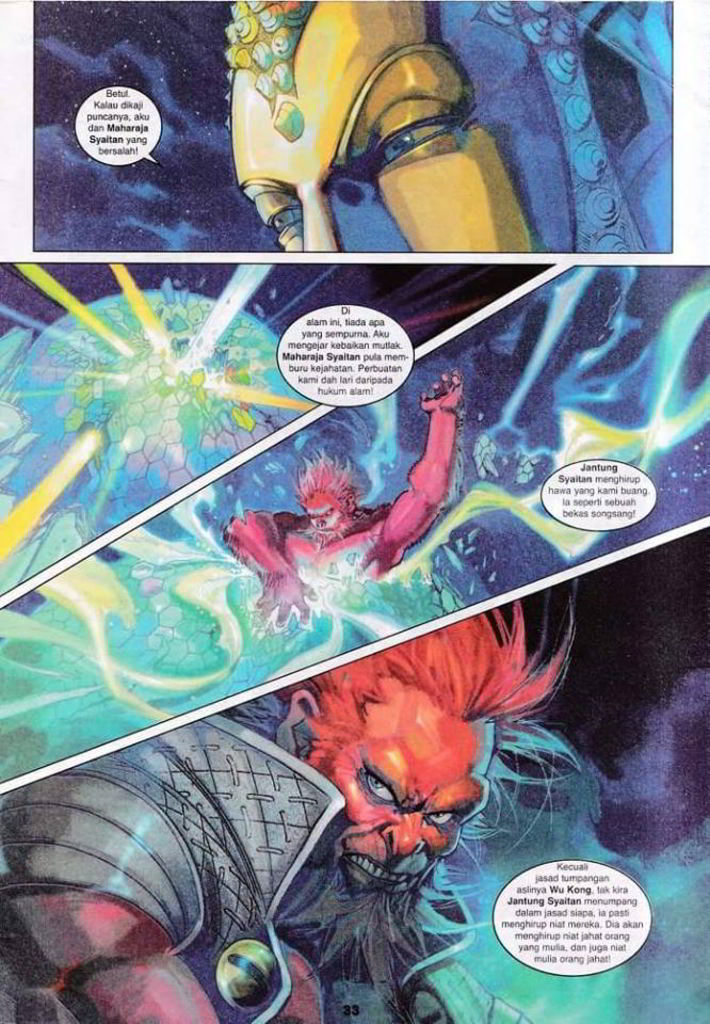 Betul.
Kalau dikaji
puncanya, aku
dan Maharaja
Syaitan yang
bersalah!
Di
alam ini, tiada apa
yang sempurna. Aku
mengejar kebaikan mutlak.
Maharaja Syaitan pula mem-
buru kejahatan. Perbuatan
kami dah lari daripada
hukum alam!
Jantung
Syaitan menghirup
hawa yang kami buang.
Ia seperti sebuah
bekas songsang!
Kecuali
jasad tumpangan
aslinya Wu Kong, tak kira
Jantung Syaitan menumpang
dalam jasad siapa, ia pasti
menghirup niat mereka. Dia akan
menghirup niat jahat orang
yang mulia, dan juga niat
mulia orang jahat!
33